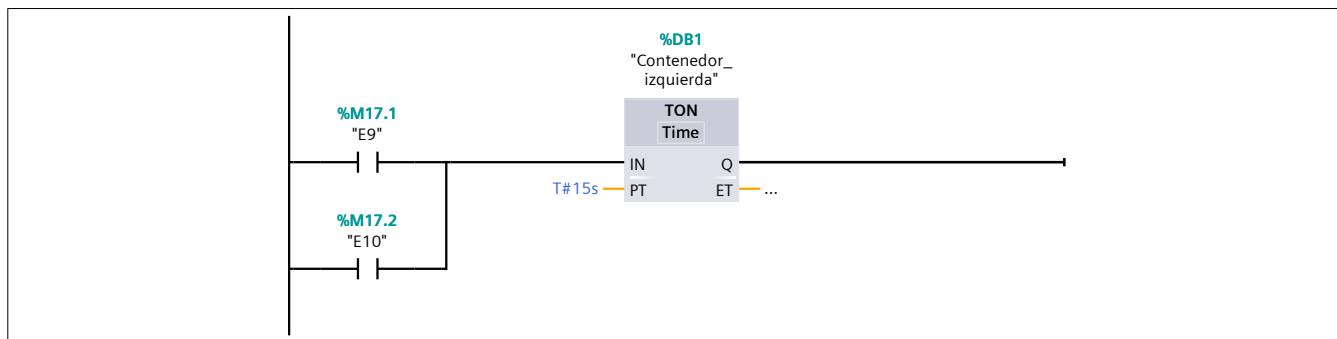 %DB1
"Contenedor_
izquierda"
TON
Time
%M17.1
"E9"
IN
Q
T#15s
PT
ET
...
%M17.2
"E10"